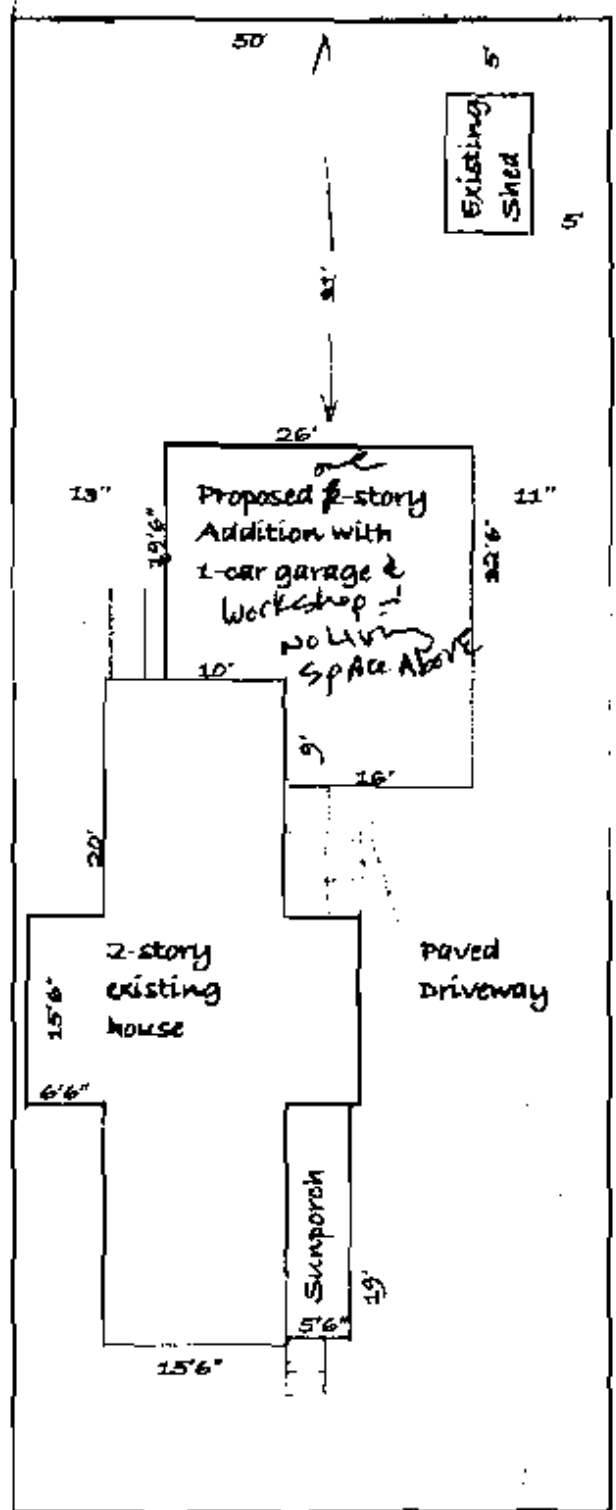 50'
5'
Existing
Shed
5'
26'
one
13"
Proposed 2-story
11"
Addition with
19'6"
1-car garage &
Workshop -
No Living
Space Above
10'
9'
16'
20'
2-story
existing
house
Paved
Driveway
15'6"
6'6"
Sunporch
19'
5'6"
15'6"